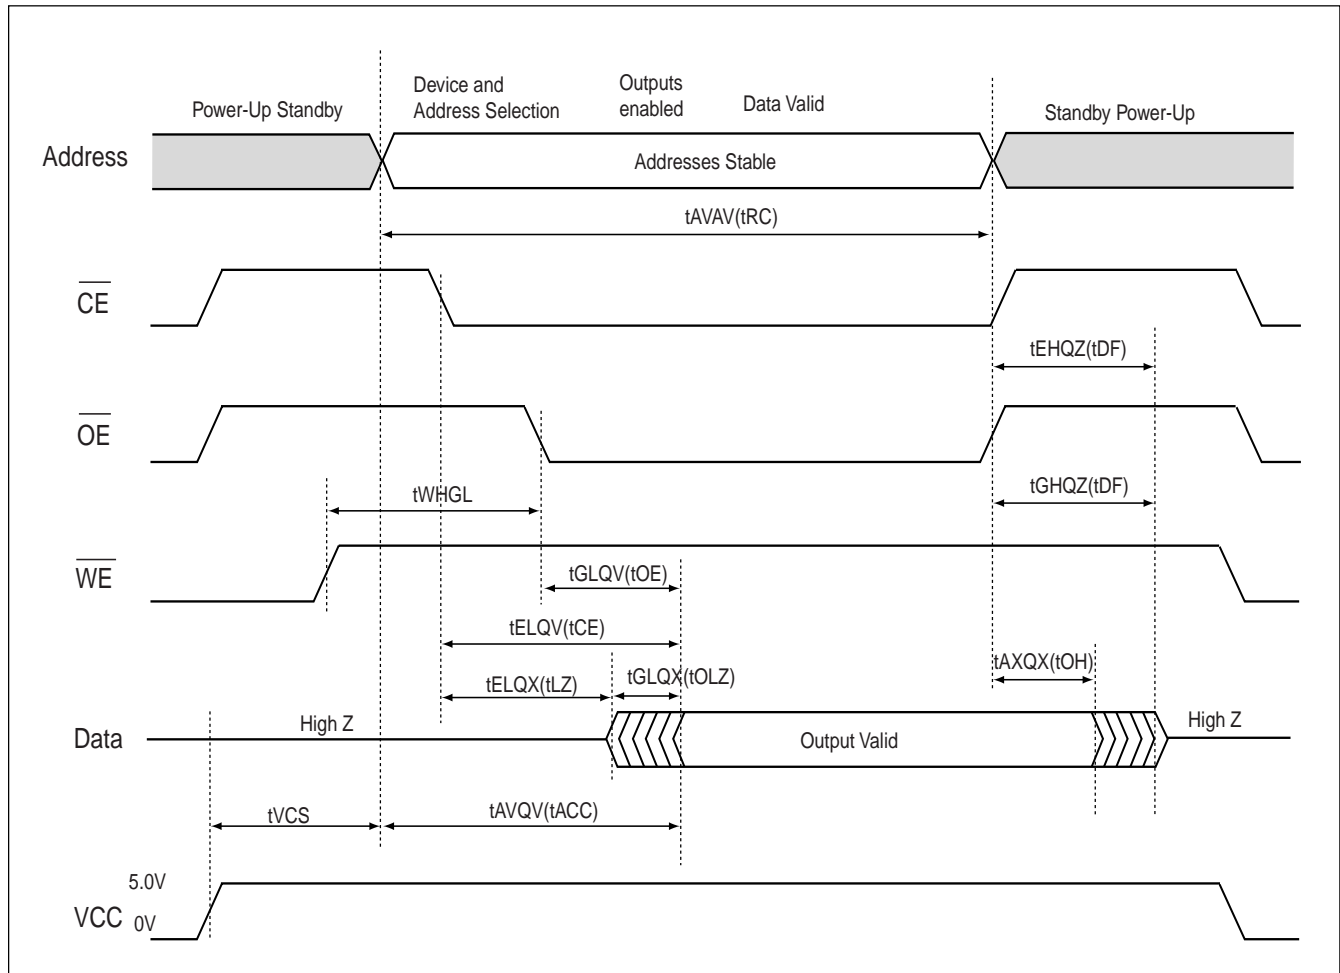 Device and
Address Selection
Outputs
enabled
Data Valid
Power-Up Standby
Standby Power-Up
Address
Addresses Stable
tAVAV(tRC)
CE
tEHQZ(tDF)
OE
tWHGL
tGHQZ(tDF)
WE
tGLQV(tOE)
tELQV(tCE)
tAXQX(tOH)
tELQX(tLZ)
tGLQX(tOLZ)
Data
High Z
Output Valid
High Z
tVCS
tAVQV(tACC)
5.0V
VCC
0V